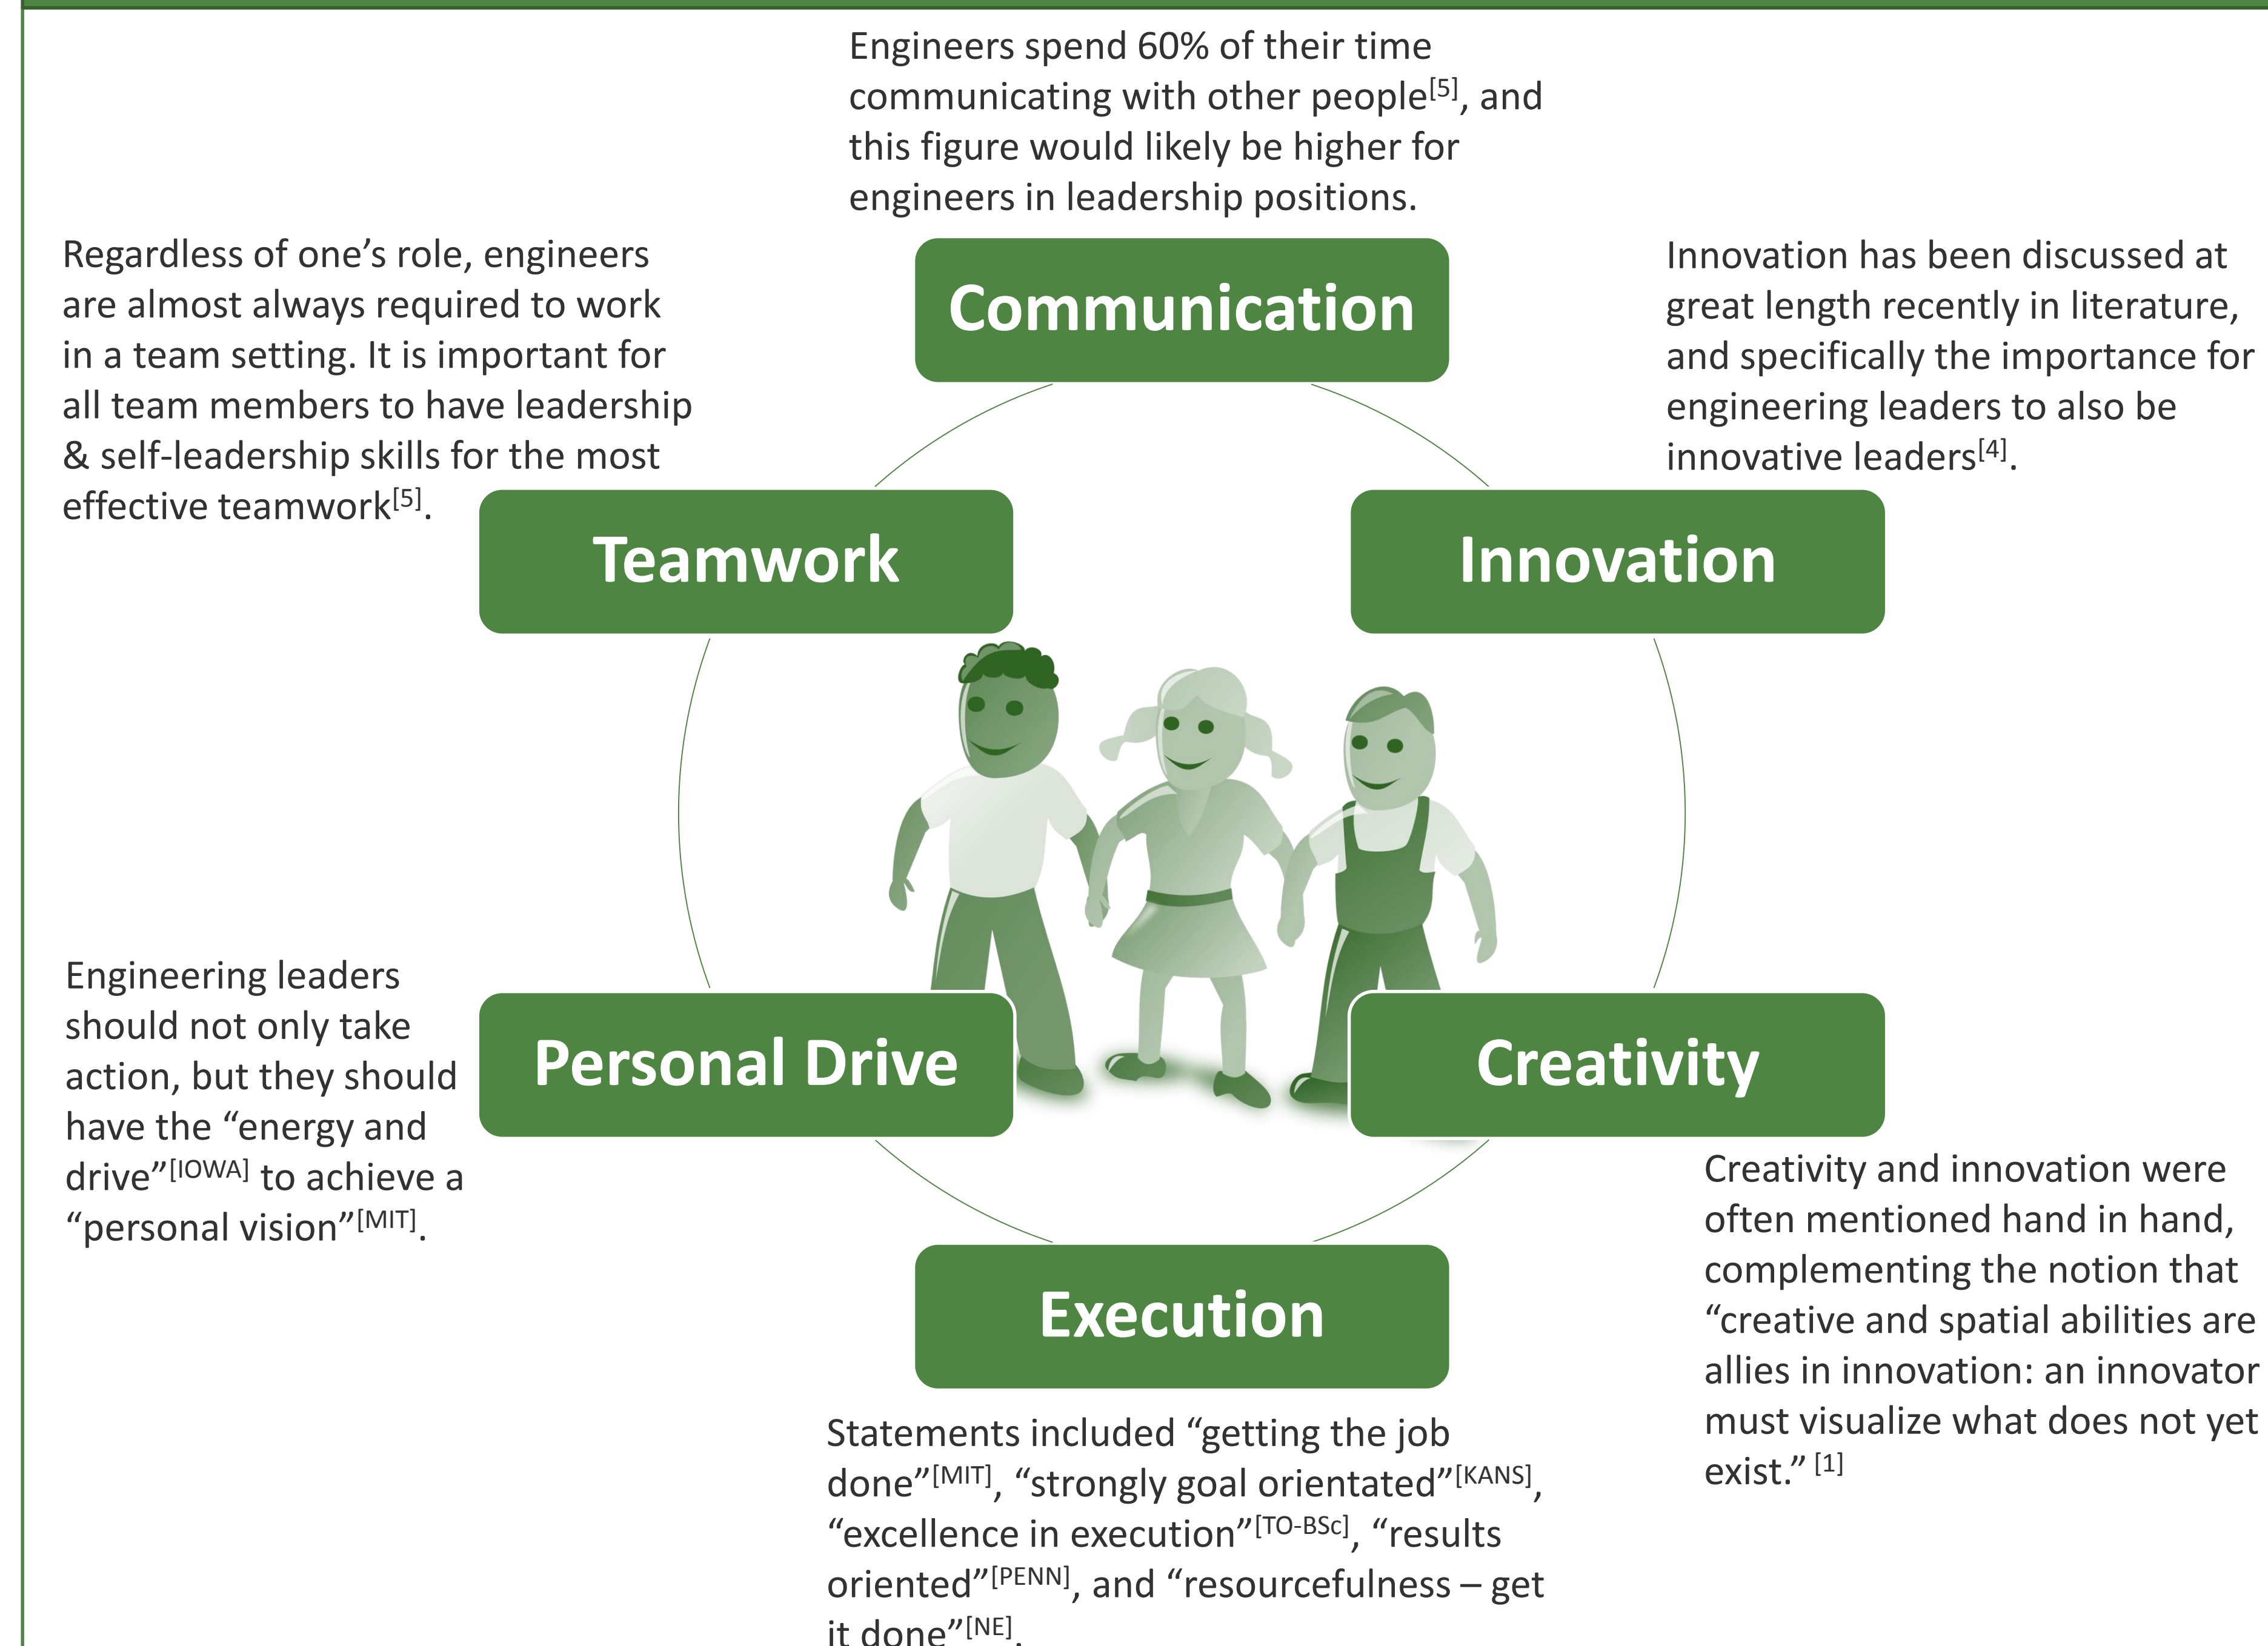 Engineers spend 60% of their time
communicating with other people[5], and
this figure would likely be higher for
engineers in leadership positions.
Communication
Regardless of one’s role, engineers
are almost always required to work
in a team setting. It is important for
all team members to have leadership
& self-leadership skills for the most
effective teamwork[5].
Teamwork
Innovation has been discussed at
great length recently in literature,
and specifically the importance for
engineering leaders to also be
innovative leaders[4].
Innovation
Engineering leaders
should not only take
action, but they should
have the “energy and
drive”[IOWA] to achieve a
“personal vision”[MIT].
Personal Drive
Creativity
Creativity and innovation were
often mentioned hand in hand,
complementing the notion that
“creative and spatial abilities are
allies in innovation: an innovator
must visualize what does not yet
exist.” [1]
Execution
Statements included “getting the job
done”[MIT], “strongly goal orientated”[KANS],
“excellence in execution”[TO-BSc], “results
oriented”[PENN], and “resourcefulness – get
it done”[NE].